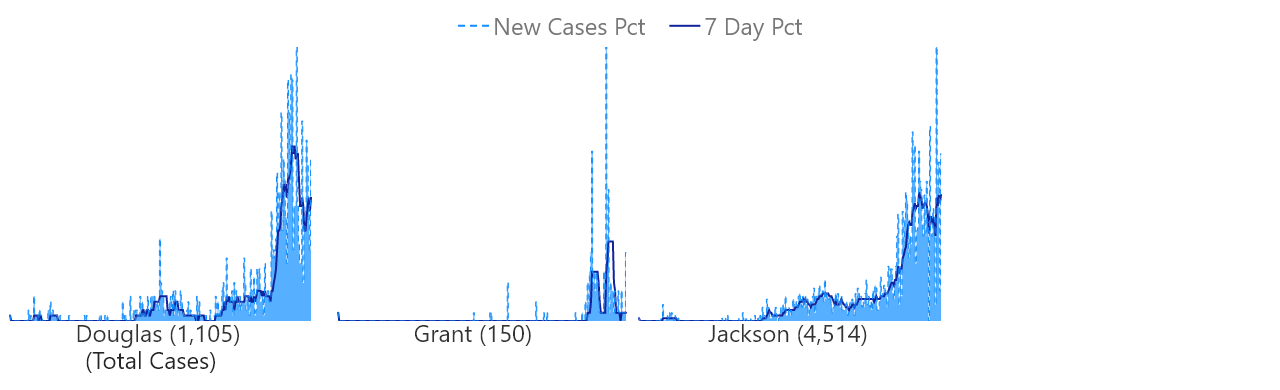 New Cases Pct 7 Day Pct
Douglas (1,105) Grant (150) Jackson (4,514)
(Total Cases)